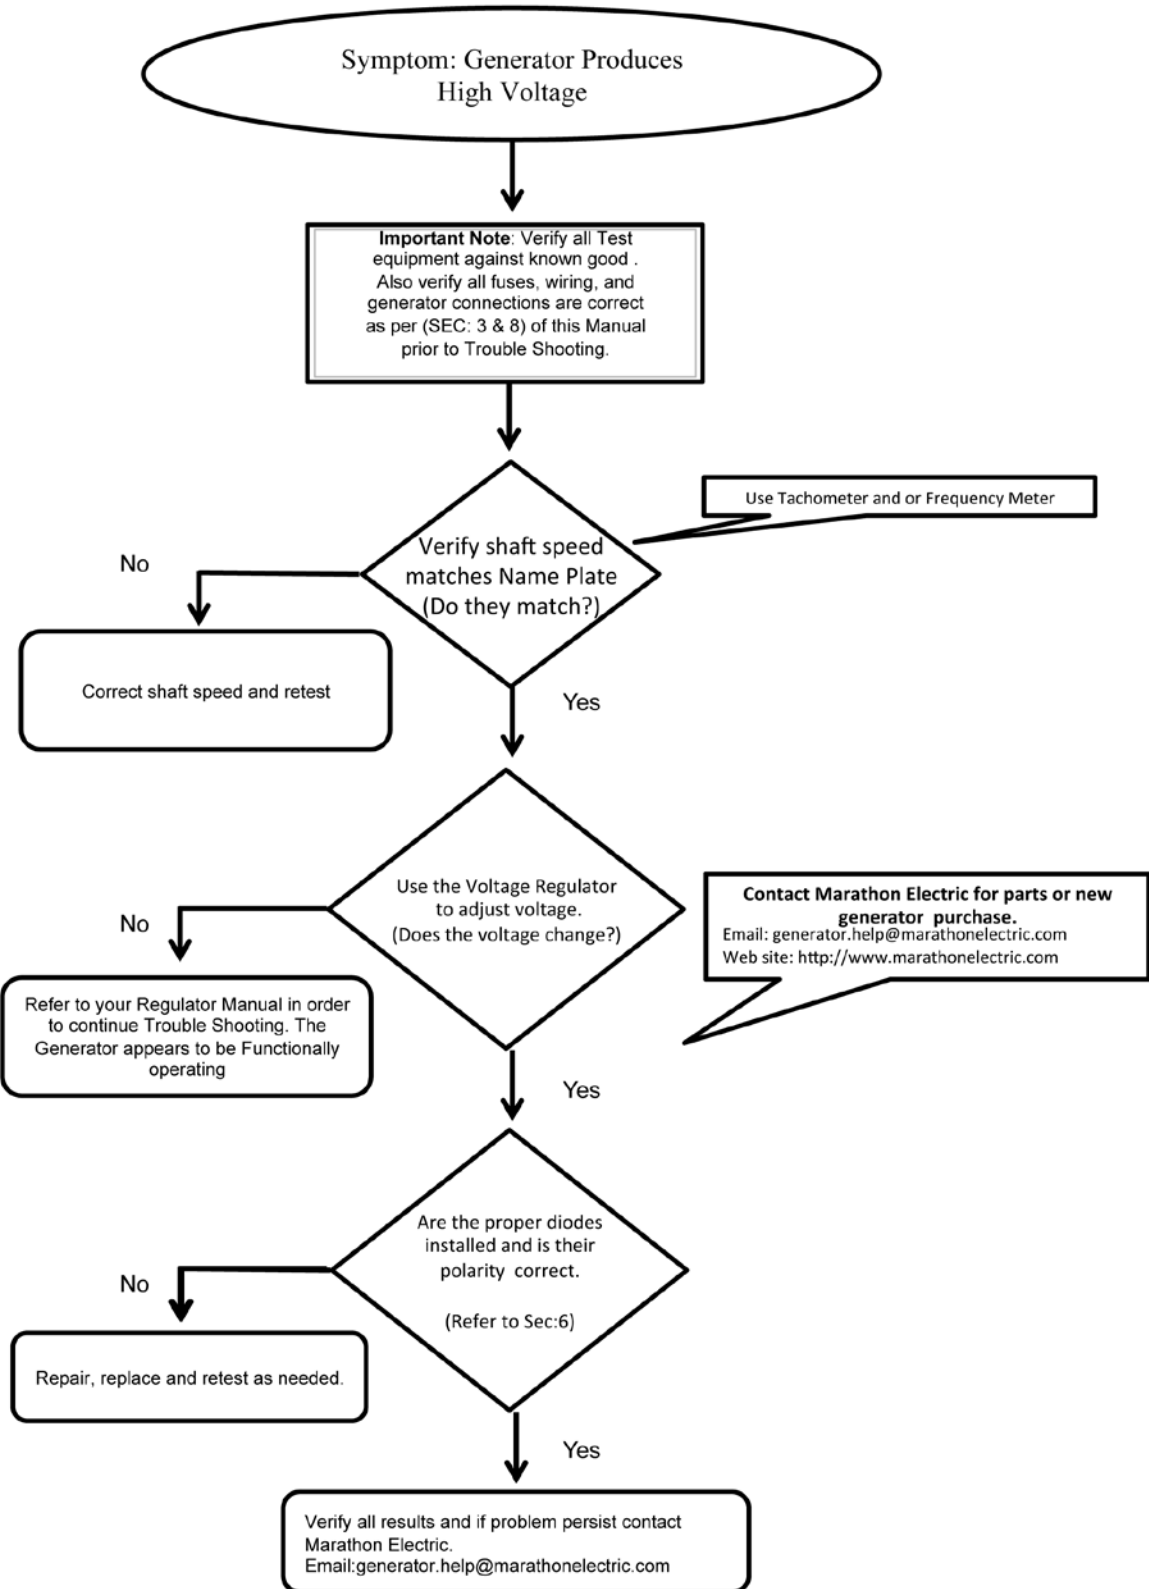 Symptom: Generator Produces
High Voltage
Important Note: Verify all Test
equipment against known good .
Also verify all fuses, wiring, and
generator connections are correct
as per (SEC: 3 & 8) of this Manual
prior to Trouble Shooting.
Use Tachometer and or Frequency Meter
Verify shaft speed
matches Name Plate
(Do they match?)
No
Correct shaft speed and retest
Yes
Use the Voltage Regulator
to adjust voltage.
(Does the voltage change?)
Contact Marathon Electric for parts or new
generator purchase.
Email: generator.help@marathonelectric.com
Web site: http://www.marathonelectric.com
No
Refer to your Regulator Manual in order
to continue Trouble Shooting. The
Generator appears to be Functionally
operating
Yes
Are the proper diodes
installed and is their
polarity correct.
(Refer to Sec:6)
No
Repair, replace and retest as needed.
Yes
Verify all results and if problem persist contact
Marathon Electric.
Email:generator.help@marathonelectric.com